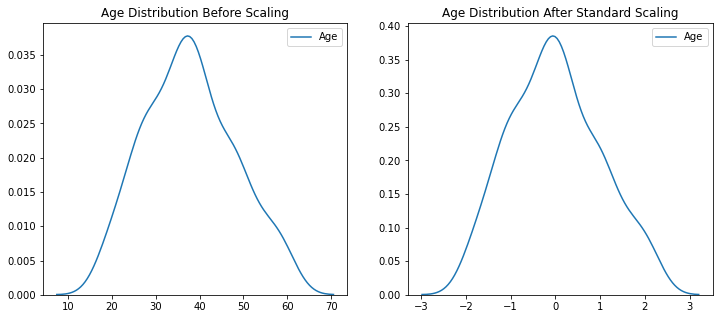 Age Distribution Before Scaling
Age
0.035
0.030
0.025
0.020
0.015
0.010
0.005
0.000
10 20 30 40 50 60 70
Age Distribution After Standard Scaling
Age
0.40
0.35
0.30
0.25
0.20
0.15
0.10
0.05
0.00
−3 −2 −1 0 1 2 3